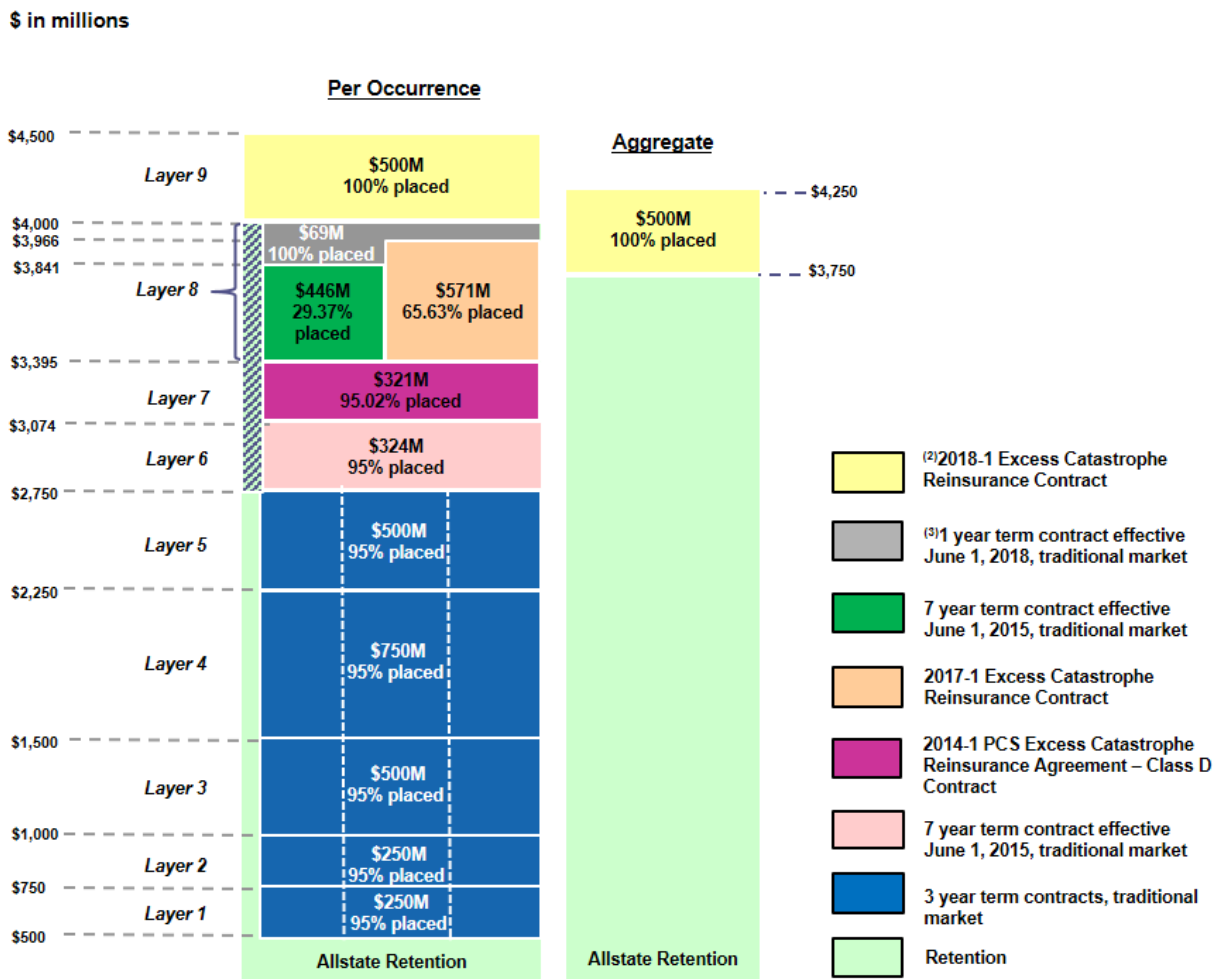 $ in millions
Per Occurrence
Aggregate
$4,500
Layer 9
$500M
100% placed
$4,250
$500M
100% placed
$3,750
$4,000
$3,966
$3,841
Layer 8
$69M
100% placed
$446M
29.37%
placed
$571M
65.63% placed
$3,395
Layer 7
$321M
95.02% placed
$3,074
Layer 6
$324M
95% placed
$2,750
Layer 5
$500M
95% placed
$2,250
Layer 4
$750M
95% placed
$1,500
Layer 3
$500M
95% placed
$1,000
Layer 2
$250M
95% placed
$750
Layer 1
$250M
95% placed
$500
Allstate Retention
Allstate Retention
(2)2018-1 Excess Catastrophe
Reinsurance Contract
(3)1 year term contract effective
June 1, 2018, traditional market
7 year term contract effective
June 1, 2015, traditional market
2017-1 Excess Catastrophe
Reinsurance Contract
2014-1 PCS Excess Catastrophe
Reinsurance Agreement – Class D
Contract
7 year term contract effective
June 1, 2015, traditional market
3 year term contracts, traditional
market
Retention